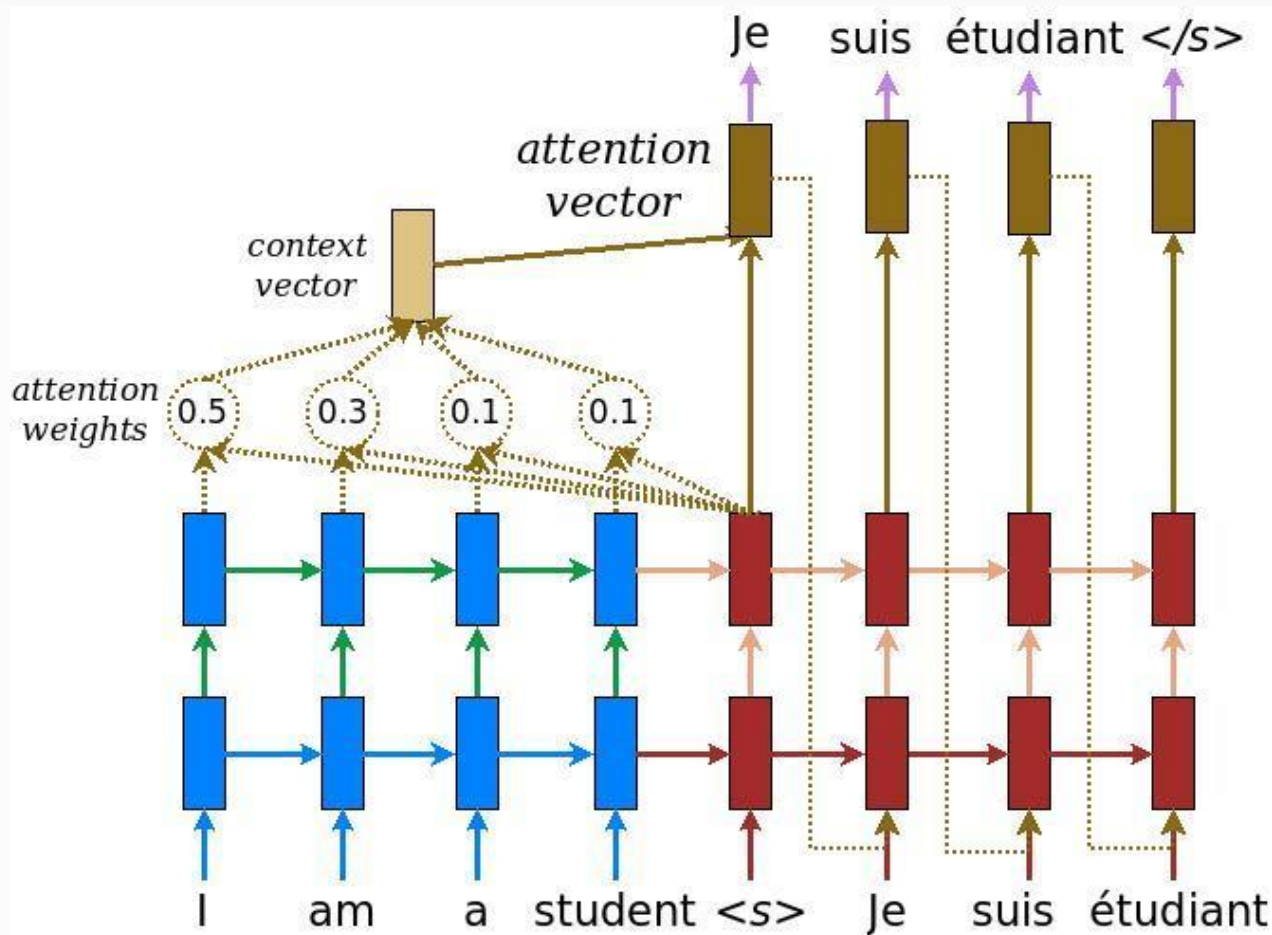 Je suis étudiant </s>
attention
vector
context
vector
attention
weights
0.5 0.3 0.1 0.1
I am a student <s> Je suis étudiant